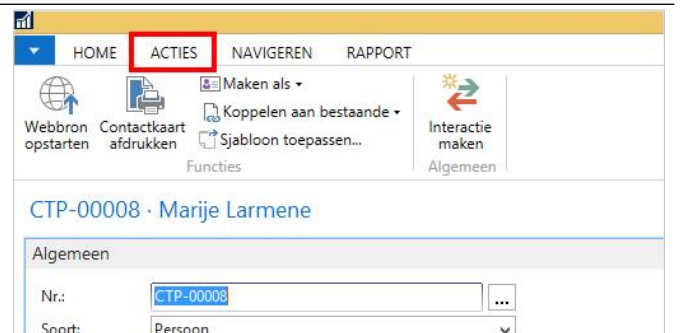 HOME ACTIES NAVIGEREN RAPPORT
Webbron opstarten
Contactkaart afdrukken
Maken als
Koppelen aan bestaande
Sjabloon toepassen...
Interactie maken
Functies
Algemeen
CTP-00008 · Marije Larmene
Algemeen
Nr.: CTP-00008 ...
Soort: Persoon